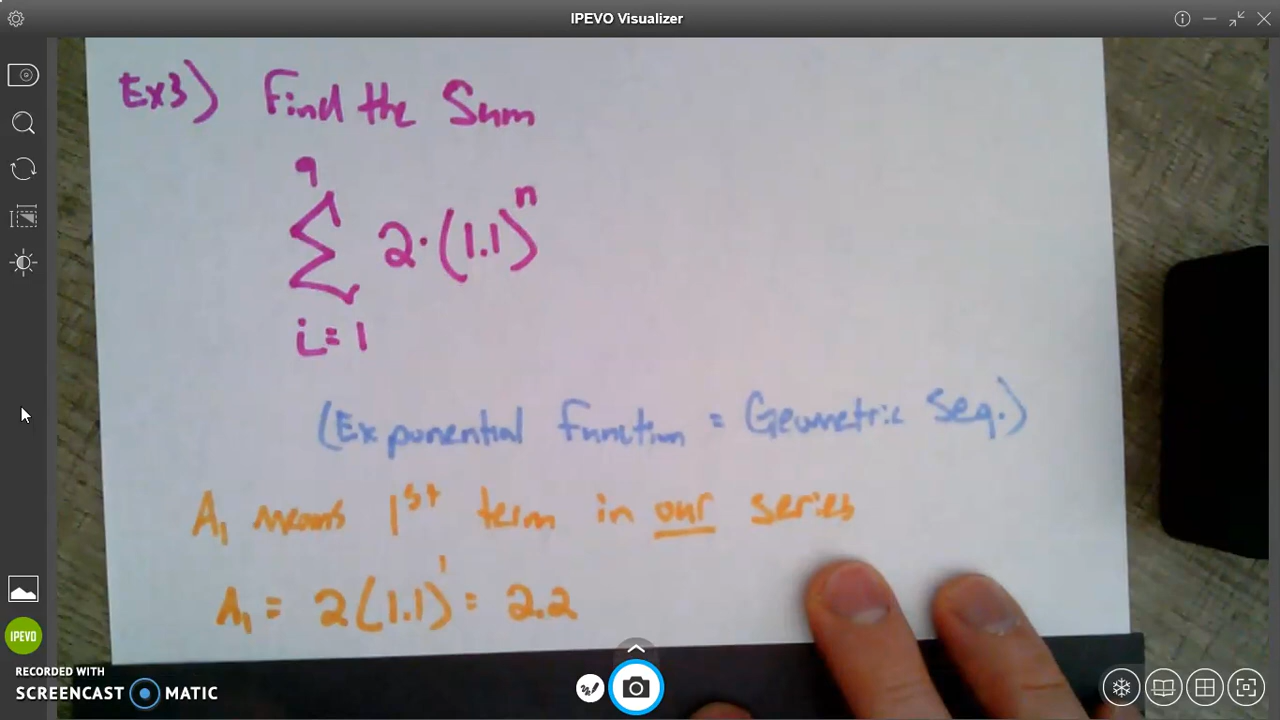 IPEVO Visualizer
Ex3) Find the Sum
9
Σ 2·(1.1)^n
i=1
(Exponential Function = Geometric Seq.)
A₁ means 1st term in our series
A₁ = 2(1.1)¹ = 2.2
IPEVO
RECORDED WITH
SCREENCAST MATIC